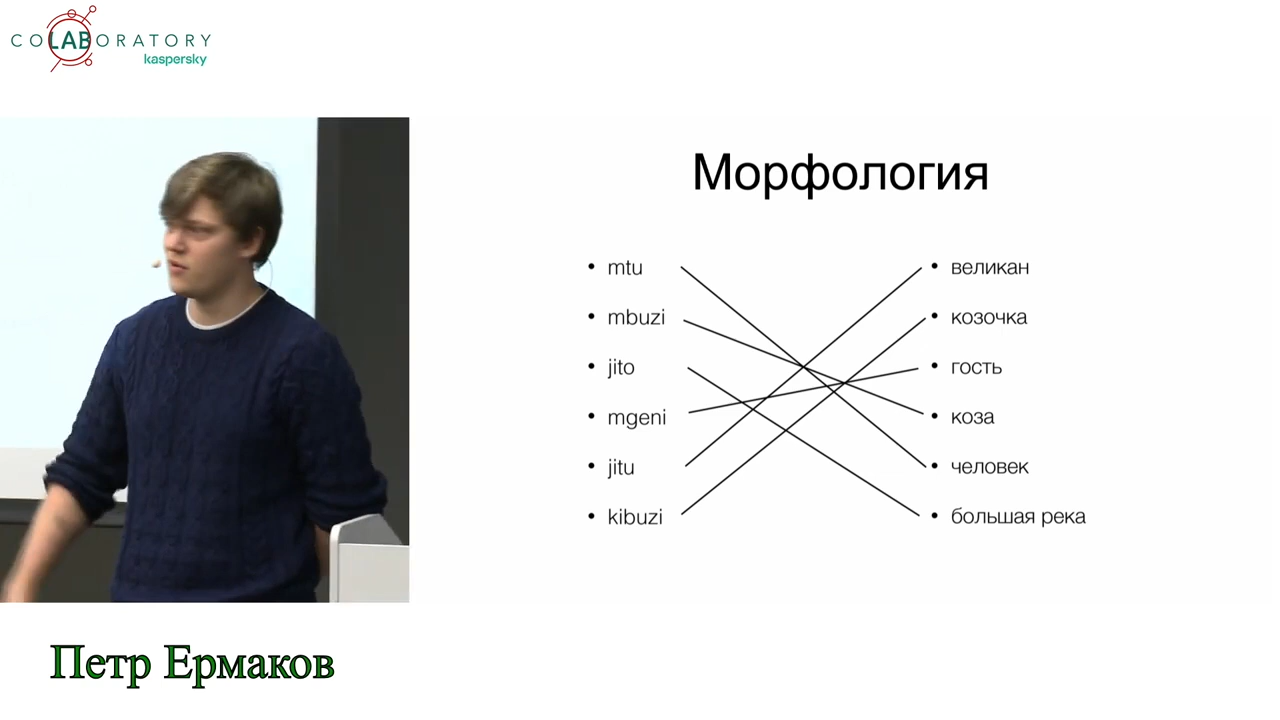 COLABORATORY
kaspersky
Морфология
• mtu
• mbuzi
• jito
• mgeni
• jitu
• kibuzi
• великан
• козочка
• гость
• коза
• человек
• большая река
Петр Ермаков